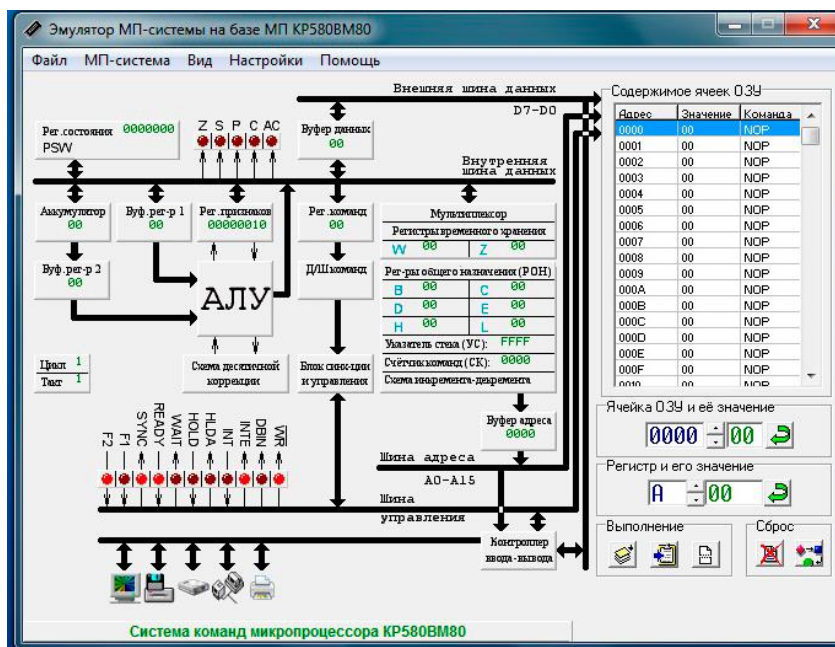 Эмулятор МП-системы на базе МП КР580ВМ80
Файл МП-система Вид Настройки Помощь
Внешняя шина данных
D7-D0
Рег.состояния 0000000
PSW
Z S P C AC
Буфер данных
00
Внутренняя
шина данных
Аккумулятор
00
Буф.рег-р 1
00
Рег.признаков
00000010
Рег.команд
00
Мультиплексор
Регистры временного хранения
W 00 Z 00
Буф.рег-р 2
00
АЛУ
Д/Ш команд
Рег-ры общего назначения (РОН)
B 00 C 00
D 00 E 00
H 00 L 00
Указатель стека (УС): FFFF
Счётчик команд (СК): 0000
Схема инкремента-декремента
Цикл 1
Такт 1
Схема десятичной
коррекции
Блок синх-ции
и управления
Буфер адреса
0000
F2 F1 SYNC READY WAIT HOLD HLDA INT INTE DBIN WR
Шина адреса
A0-A15
Шина
управления
Контроллер
ввода-вывода
Содержимое ячеек ОЗУ
Адрес Значение Команда
0000 00 NOP
0001 00 NOP
0002 00 NOP
0003 00 NOP
0004 00 NOP
0005 00 NOP
0006 00 NOP
0007 00 NOP
0008 00 NOP
0009 00 NOP
000A 00 NOP
000B 00 NOP
000C 00 NOP
000D 00 NOP
000E 00 NOP
000F 00 NOP
0010 00 NOP
Ячейка ОЗУ и её значение
0000 00
Регистр и его значение
A 00
Выполнение
Сброс
Система команд микропроцессора КР580ВМ80